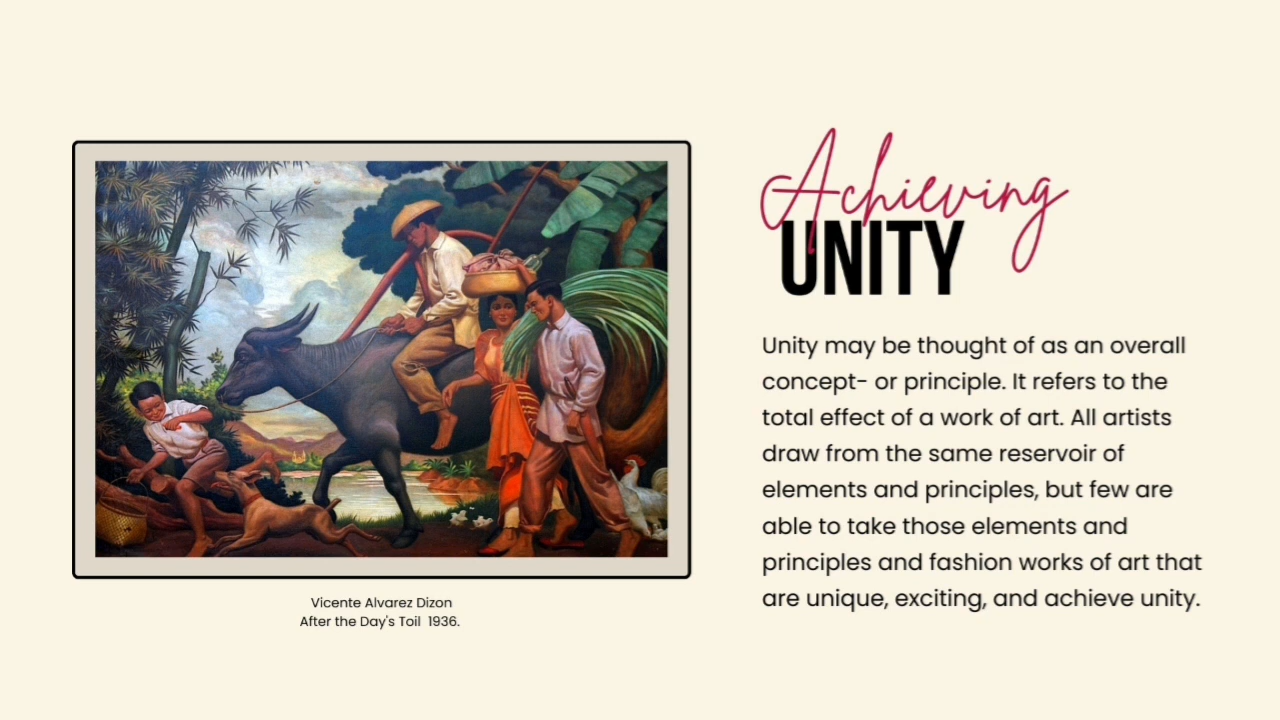 Achieving
UNITY
Unity may be thought of as an overall
concept- or principle. It refers to the
total effect of a work of art. All artists
draw from the same reservoir of
elements and principles, but few are
able to take those elements and
principles and fashion works of art that
are unique, exciting, and achieve unity.
Vicente Alvarez Dizon
After the Day's Toil 1936.